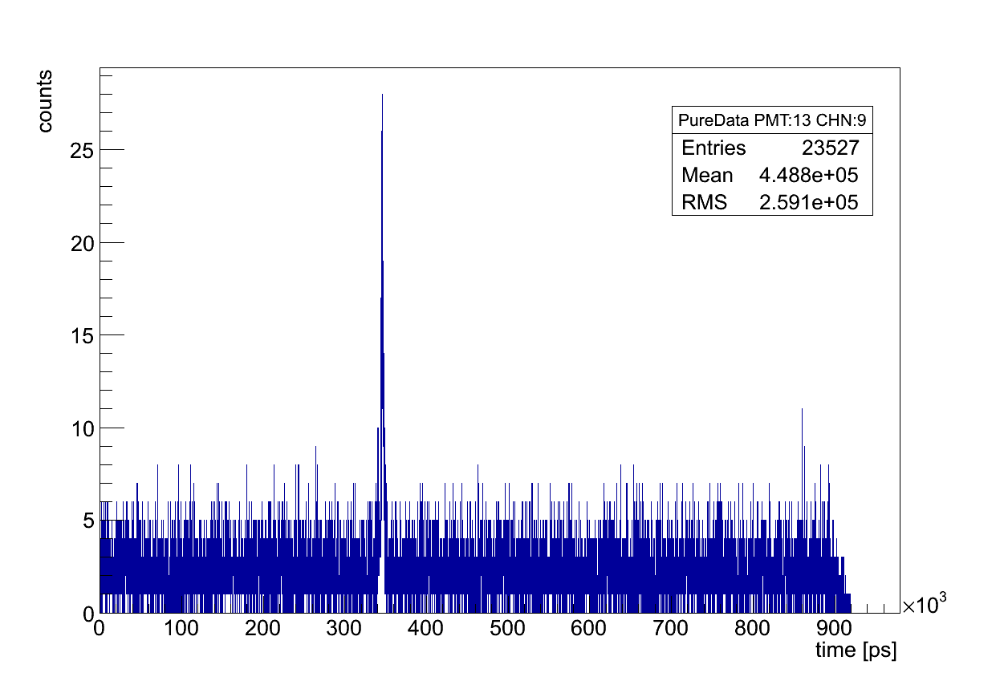 counts
PureData PMT:13 CHN:9
Entries 23527
Mean 4.488e+05
RMS 2.591e+05
25
20
15
10
5
0
0 100 200 300 400 500 600 700 800 900 ×10³
time [ps]